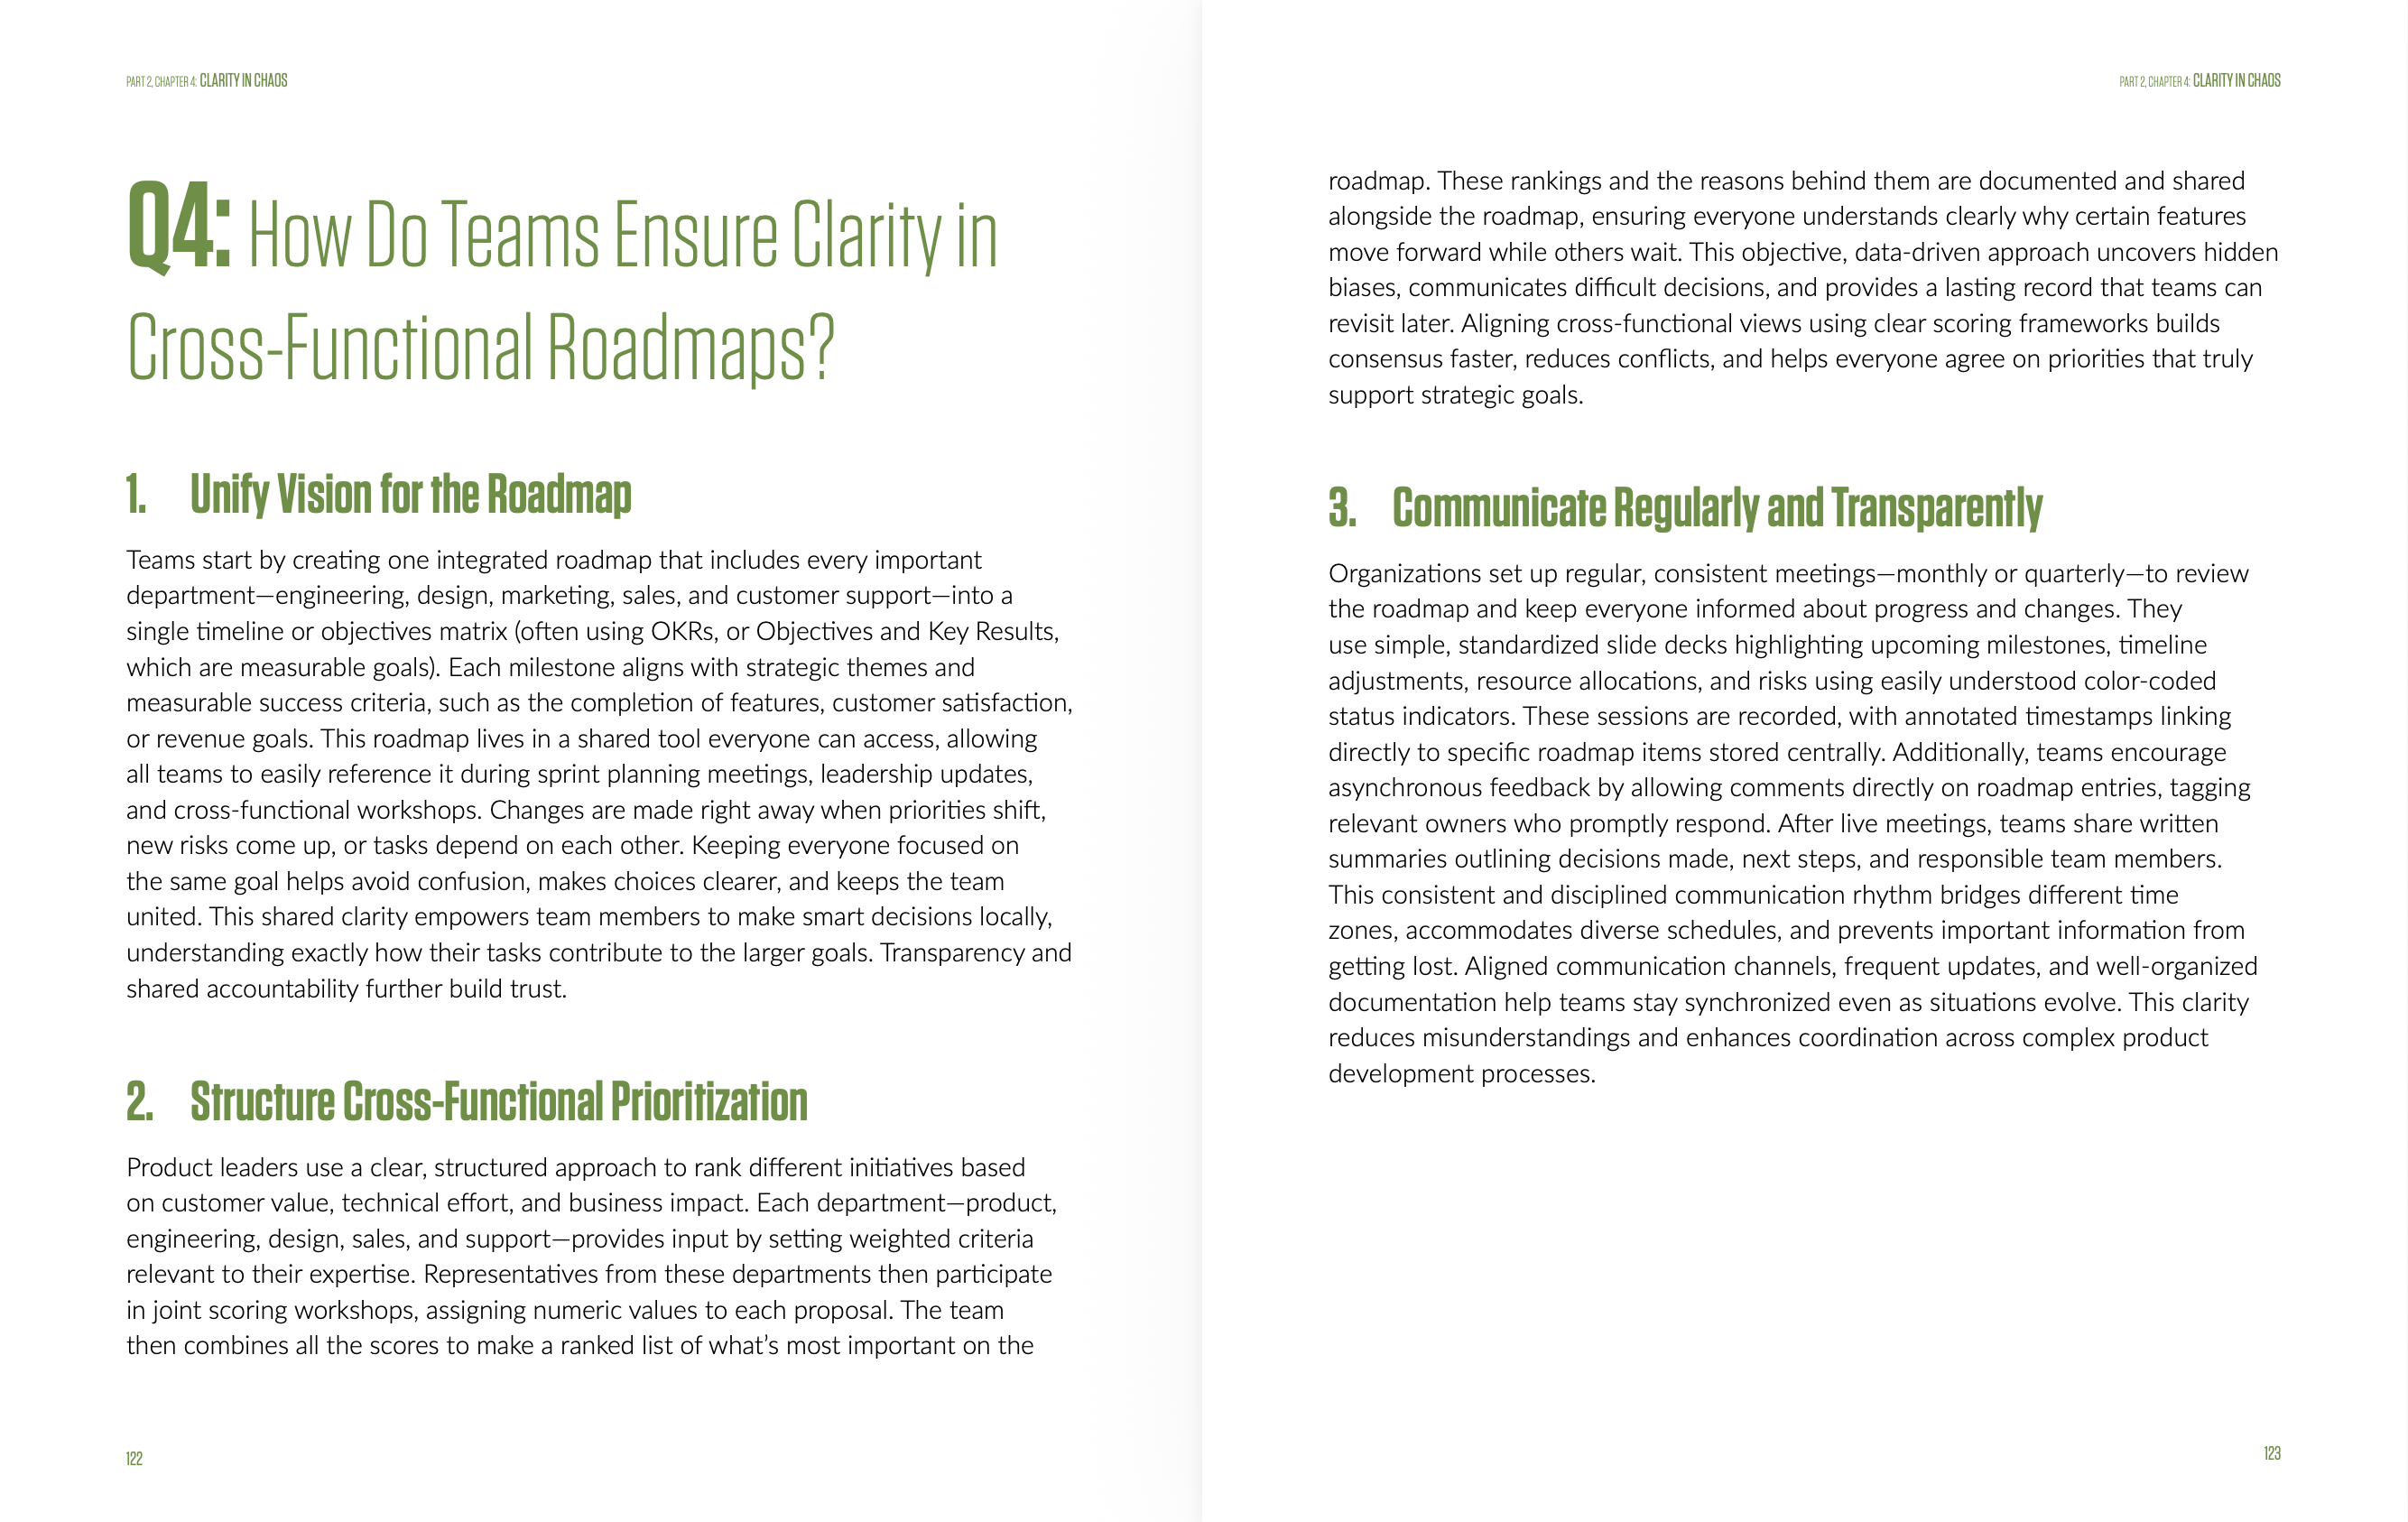 PART 2, CHAPTER 4: CLARITY IN CHAOS
Q4: How Do Teams Ensure Clarity in
Cross-Functional Roadmaps?
1. Unify Vision for the Roadmap
Teams start by creating one integrated roadmap that includes every important
department—engineering, design, marketing, sales, and customer support—into a
single timeline or objectives matrix (often using OKRs, or Objectives and Key Results,
which are measurable goals). Each milestone aligns with strategic themes and
measurable success criteria, such as the completion of features, customer satisfaction,
or revenue goals. This roadmap lives in a shared tool everyone can access, allowing
all teams to easily reference it during sprint planning meetings, leadership updates,
and cross-functional workshops. Changes are made right away when priorities shift,
new risks come up, or tasks depend on each other. Keeping everyone focused on
the same goal helps avoid confusion, makes choices clearer, and keeps the team
united. This shared clarity empowers team members to make smart decisions locally,
understanding exactly how their tasks contribute to the larger goals. Transparency and
shared accountability further build trust.
2. Structure Cross-Functional Prioritization
Product leaders use a clear, structured approach to rank different initiatives based
on customer value, technical effort, and business impact. Each department—product,
engineering, design, sales, and support—provides input by setting weighted criteria
relevant to their expertise. Representatives from these departments then participate
in joint scoring workshops, assigning numeric values to each proposal. The team
then combines all the scores to make a ranked list of what’s most important on the
122
PART 2, CHAPTER 4: CLARITY IN CHAOS
roadmap. These rankings and the reasons behind them are documented and shared
alongside the roadmap, ensuring everyone understands clearly why certain features
move forward while others wait. This objective, data-driven approach uncovers hidden
biases, communicates difficult decisions, and provides a lasting record that teams can
revisit later. Aligning cross-functional views using clear scoring frameworks builds
consensus faster, reduces conflicts, and helps everyone agree on priorities that truly
support strategic goals.
3. Communicate Regularly and Transparently
Organizations set up regular, consistent meetings—monthly or quarterly—to review
the roadmap and keep everyone informed about progress and changes. They
use simple, standardized slide decks highlighting upcoming milestones, timeline
adjustments, resource allocations, and risks using easily understood color-coded
status indicators. These sessions are recorded, with annotated timestamps linking
directly to specific roadmap items stored centrally. Additionally, teams encourage
asynchronous feedback by allowing comments directly on roadmap entries, tagging
relevant owners who promptly respond. After live meetings, teams share written
summaries outlining decisions made, next steps, and responsible team members.
This consistent and disciplined communication rhythm bridges different time
zones, accommodates diverse schedules, and prevents important information from
getting lost. Aligned communication channels, frequent updates, and well-organized
documentation help teams stay synchronized even as situations evolve. This clarity
reduces misunderstandings and enhances coordination across complex product
development processes.
123